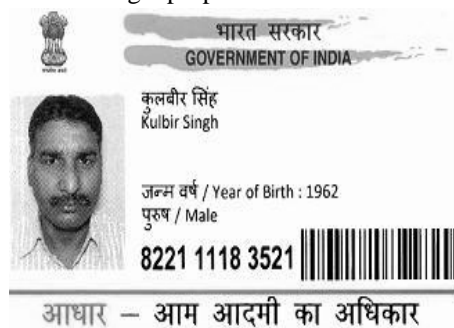 भारत सरकार
GOVERNMENT OF INDIA
कुलबीर सिंह
Kulbir Singh
जन्म वर्ष / Year of Birth : 1962
पुरुष / Male
8221 1118 3521
आधार – आम आदमी का अधिकार